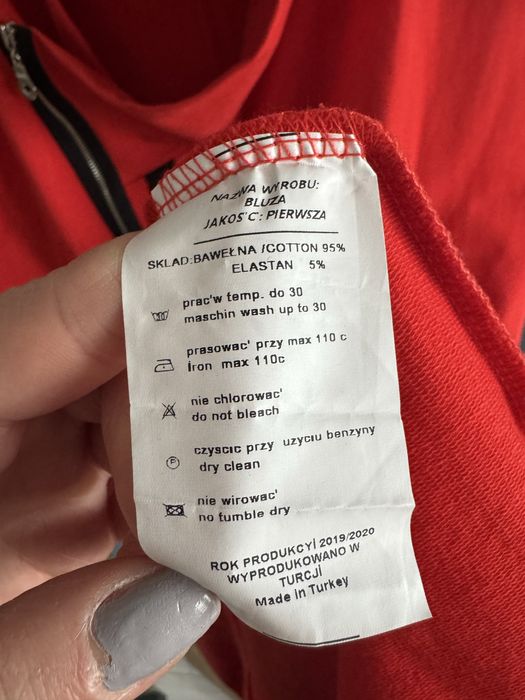 NAZWA WYROBU:
BLUZA
JAKOS'C': PIERWSZA
SKLAD:BAWEŁNA /COTTON 95%
ELASTAN 5%
prac'w temp. do 30
maschin wash up to 30
prasowac' przy max 110 c
iron max 110c
nie chlorowac'
do not bleach
czyscic przy uzyciu benzyny
P
dry clean
nie wirowac'
no fumble dry
ROK PRODUKCYİ 2019/2020
WYPRODUKOWANO W
TURCJİ
Made in Turkey